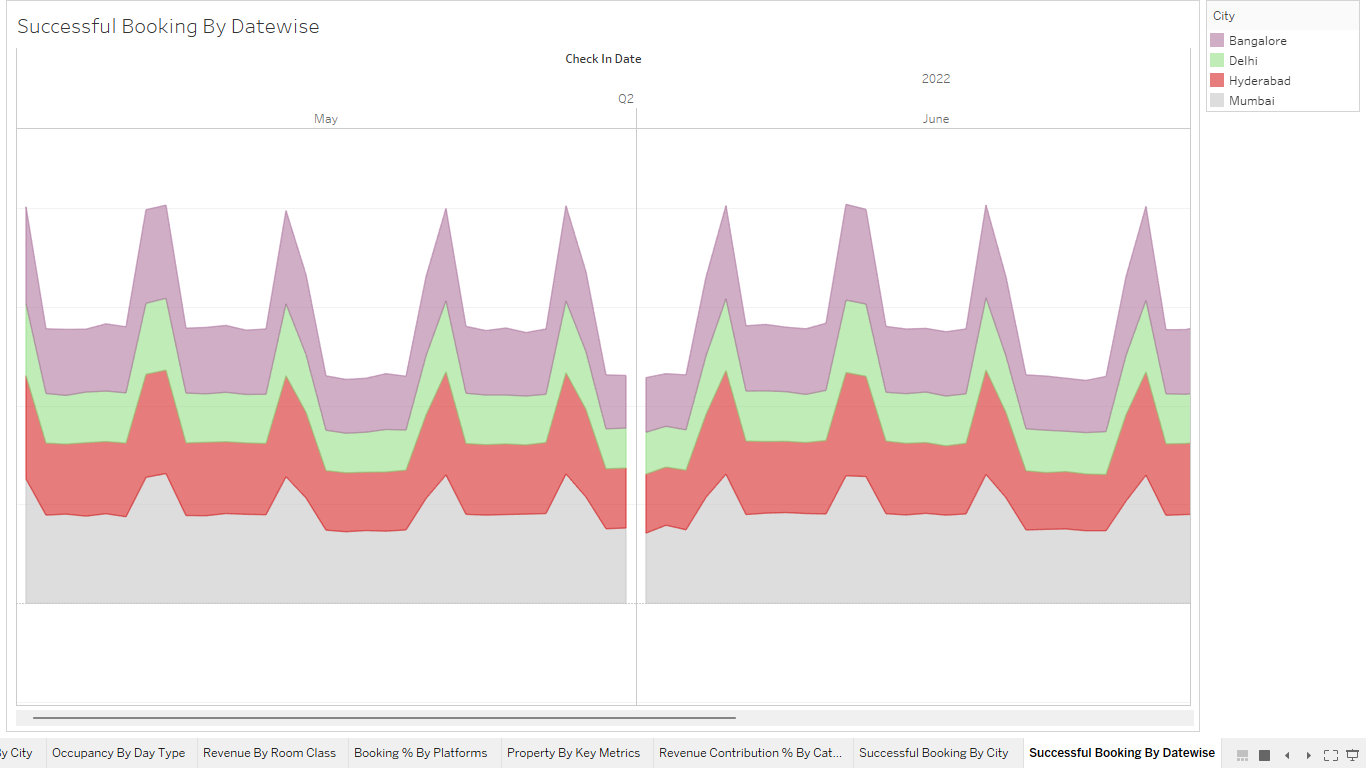 Successful Booking By Datewise
Check In Date
2022
Q2
May
June
City
Bangalore
Delhi
Hyderabad
Mumbai
By City
Occupancy By Day Type
Revenue By Room Class
Booking % By Platforms
Property By Key Metrics
Revenue Contribution % By Cat...
Successful Booking By City
Successful Booking By Datewise